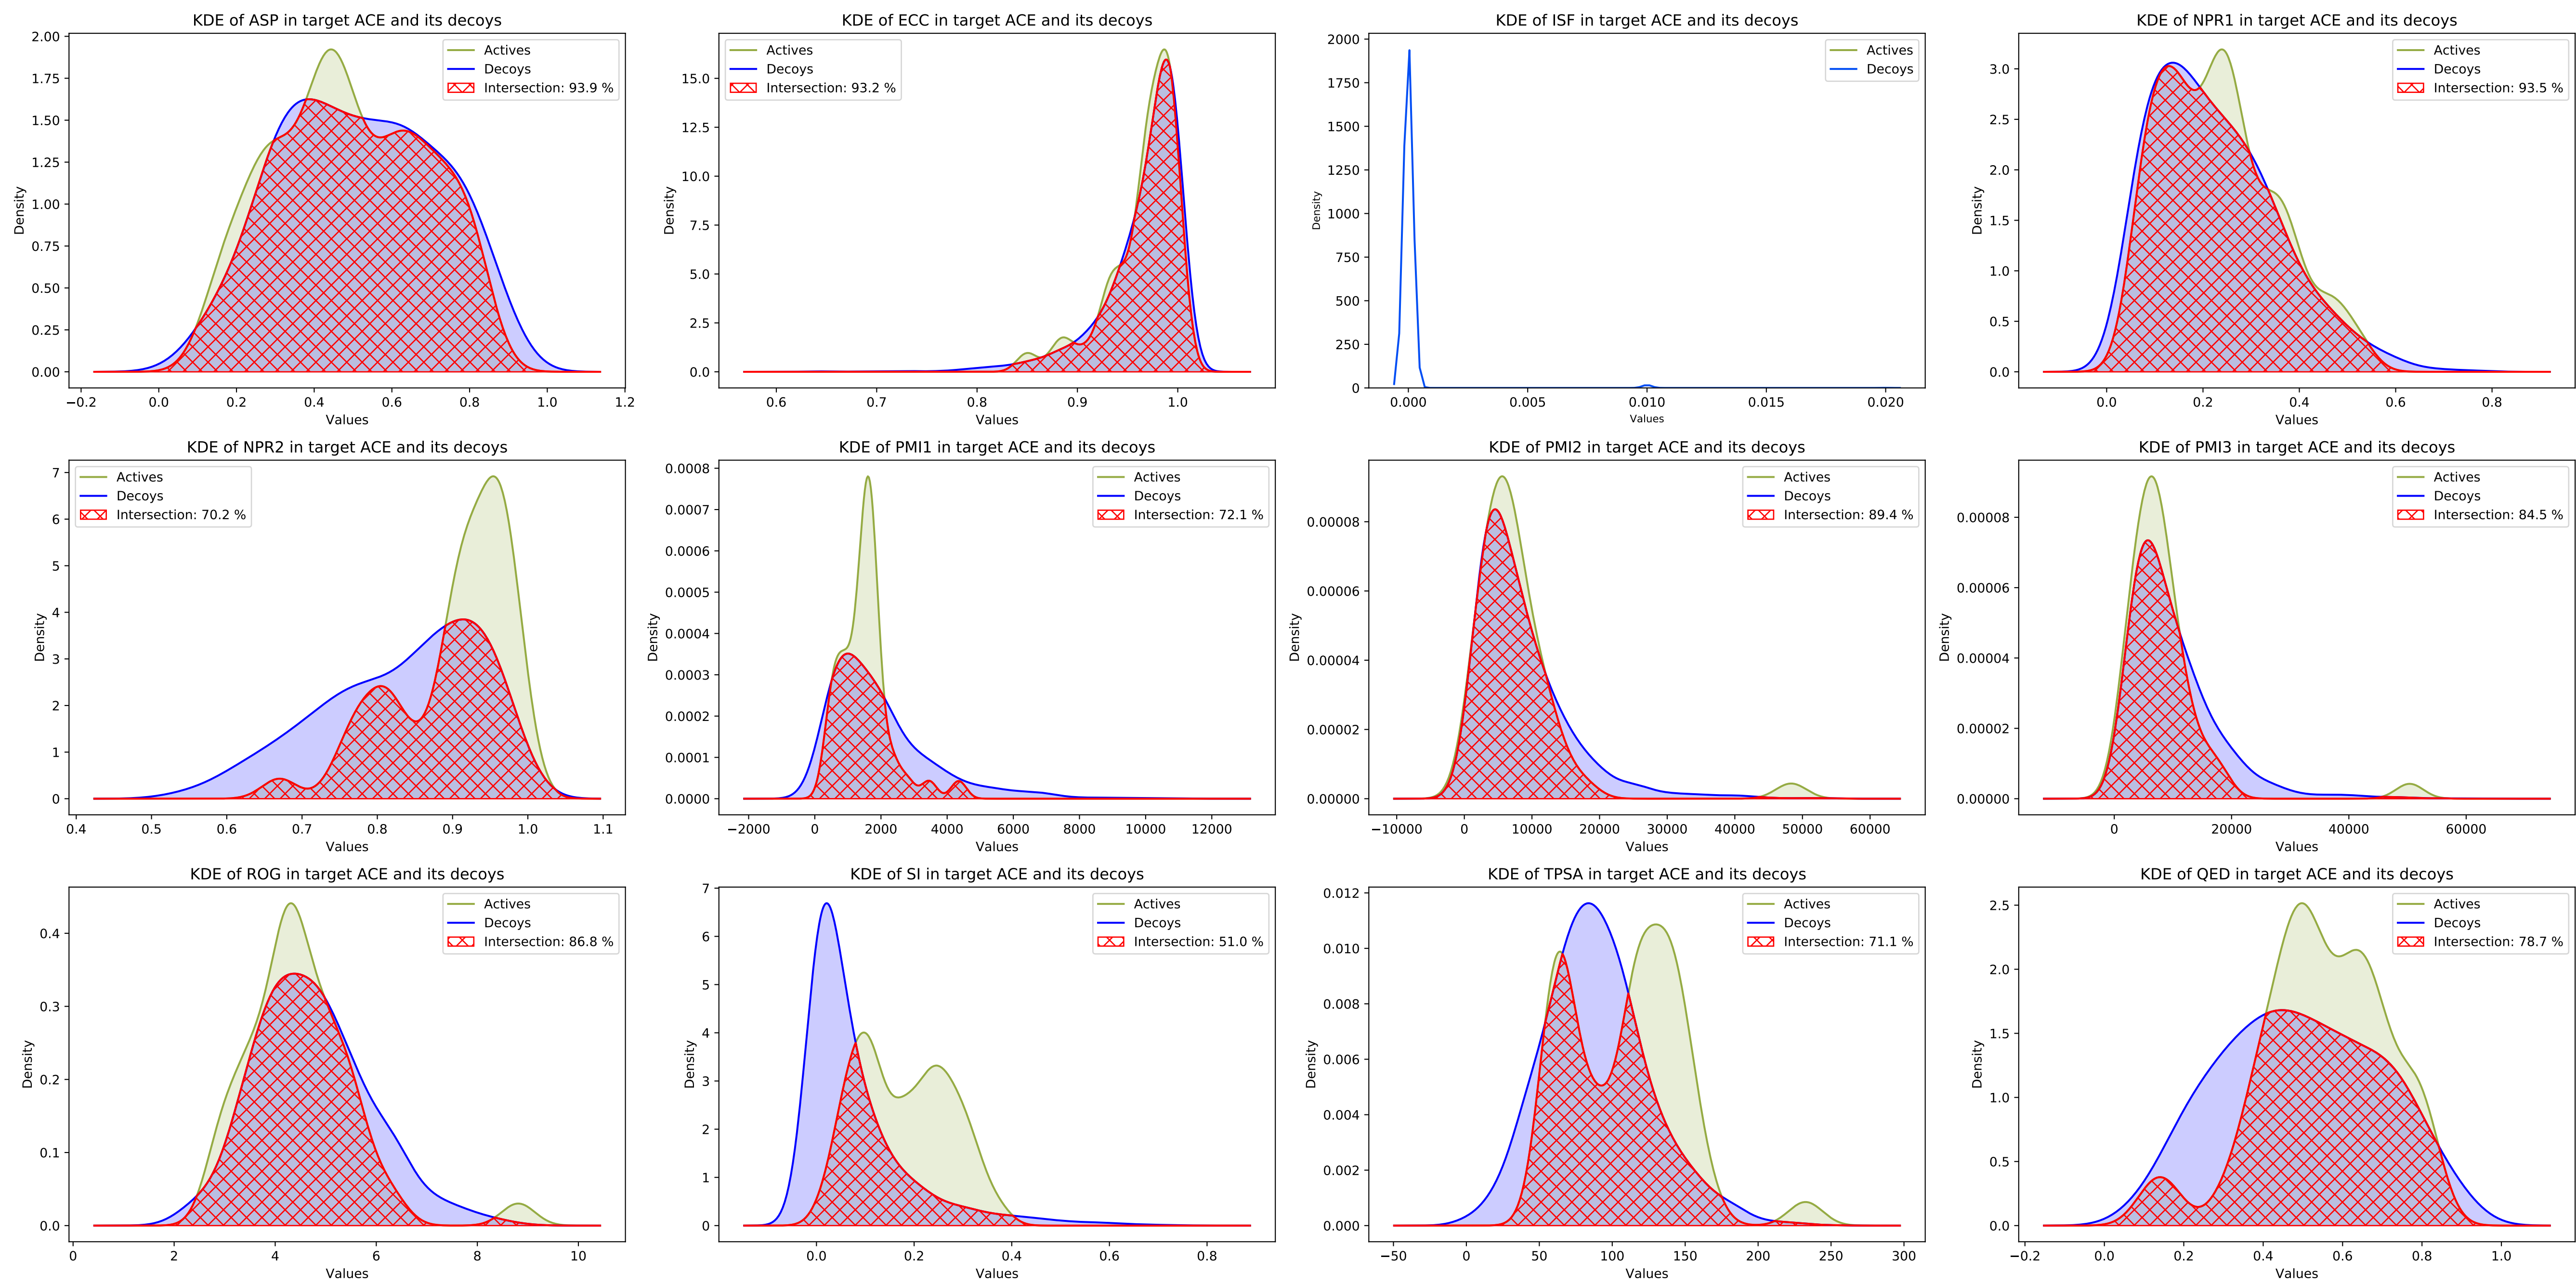 KDE of ASP in target ACE and its decoys
Density
2.00
1.75
1.50
1.25
1.00
0.75
0.50
0.25
0.00
Actives
Decoys
Intersection: 93.9 %
−0.2 0.0 0.2 0.4 0.6 0.8 1.0 1.2
Values
KDE of ECC in target ACE and its decoys
Density
15.0
12.5
10.0
7.5
5.0
2.5
0.0
Actives
Decoys
Intersection: 93.2 %
0.6 0.7 0.8 0.9 1.0
Values
KDE of ISF in target ACE and its decoys
Density
2000
1750
1500
1250
1000
750
500
250
0
Actives
Decoys
0.000 0.005 0.010 0.015 0.020
Values
KDE of NPR1 in target ACE and its decoys
Density
3.0
2.5
2.0
1.5
1.0
0.5
0.0
Actives
Decoys
Intersection: 93.5 %
0.0 0.2 0.4 0.6 0.8
Values
KDE of NPR2 in target ACE and its decoys
Density
7
6
5
4
3
2
1
0
Actives
Decoys
Intersection: 70.2 %
0.4 0.5 0.6 0.7 0.8 0.9 1.0 1.1
Values
KDE of PMI1 in target ACE and its decoys
Density
0.0008
0.0007
0.0006
0.0005
0.0004
0.0003
0.0002
0.0001
0.0000
Actives
Decoys
Intersection: 72.1 %
−2000 0 2000 4000 6000 8000 10000 12000
Values
KDE of PMI2 in target ACE and its decoys
Density
0.00008
0.00006
0.00004
0.00002
0.00000
Actives
Decoys
Intersection: 89.4 %
−10000 0 10000 20000 30000 40000 50000 60000
Values
KDE of PMI3 in target ACE and its decoys
Density
0.00008
0.00006
0.00004
0.00002
0.00000
Actives
Decoys
Intersection: 84.5 %
0 20000 40000 60000
Values
KDE of ROG in target ACE and its decoys
Density
0.4
0.3
0.2
0.1
0.0
Actives
Decoys
Intersection: 86.8 %
0 2 4 6 8 10
Values
KDE of SI in target ACE and its decoys
Density
7
6
5
4
3
2
1
0
Actives
Decoys
Intersection: 51.0 %
0.0 0.2 0.4 0.6 0.8
Values
KDE of TPSA in target ACE and its decoys
Density
0.012
0.010
0.008
0.006
0.004
0.002
0.000
Actives
Decoys
Intersection: 71.1 %
−50 0 50 100 150 200 250 300
Values
KDE of QED in target ACE and its decoys
Density
2.5
2.0
1.5
1.0
0.5
0.0
Actives
Decoys
Intersection: 78.7 %
−0.2 0.0 0.2 0.4 0.6 0.8 1.0
Values